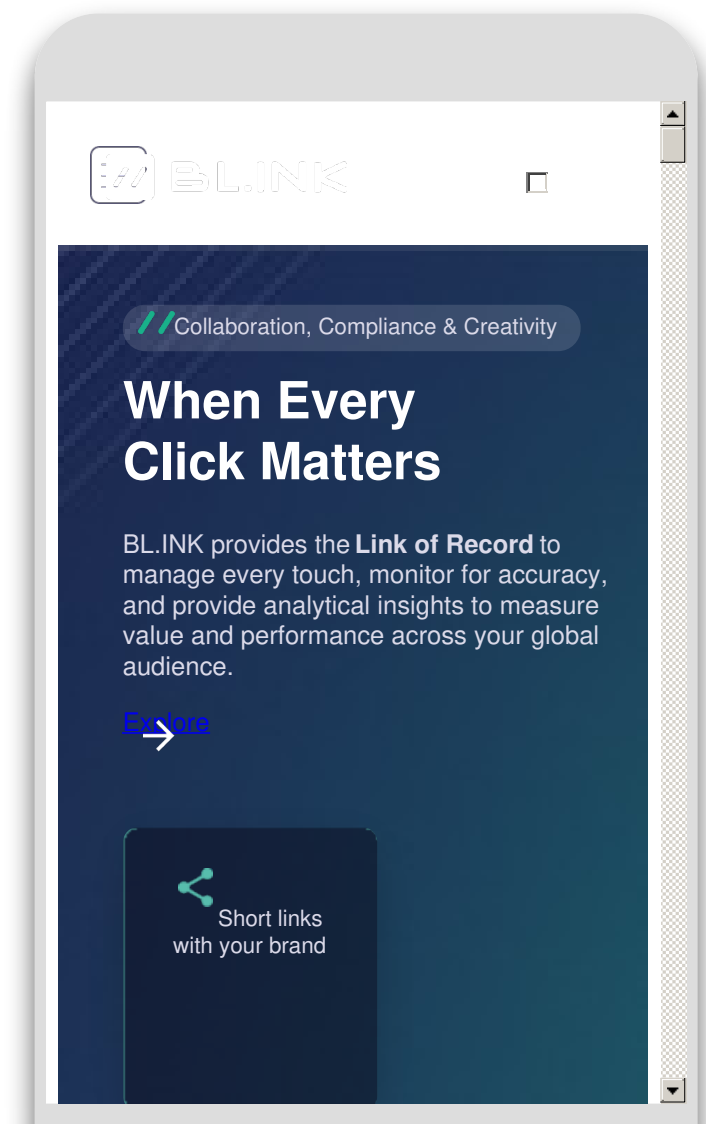 BL.INK
Collaboration, Compliance & Creativity
When Every
Click Matters
BL.INK provides the Link of Record to
manage every touch, monitor for accuracy,
and provide analytical insights to measure
value and performance across your global
audience.
Explore
Short links
with your brand